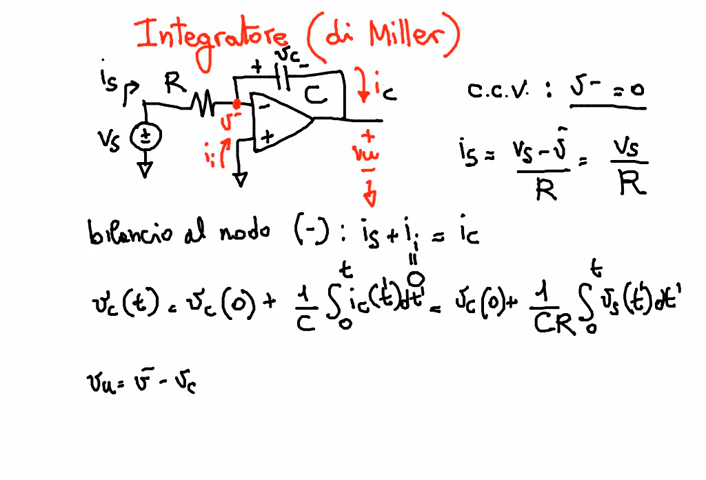 Integratore (di Miller)
is R + vc - C ic
c.c.v. : v⁻ = 0
vs ± v⁻ - + ii + vu -
is = (vs - v⁻)/R = vs/R
bilancio al nodo (-) : is + ii = ic
0
vc(t) = vc(0) + 1/C ∫₀ᵗ ic(t')dt' = vc(0) + 1/CR ∫₀ᵗ vs(t')dt'
vu = v⁻ - vc